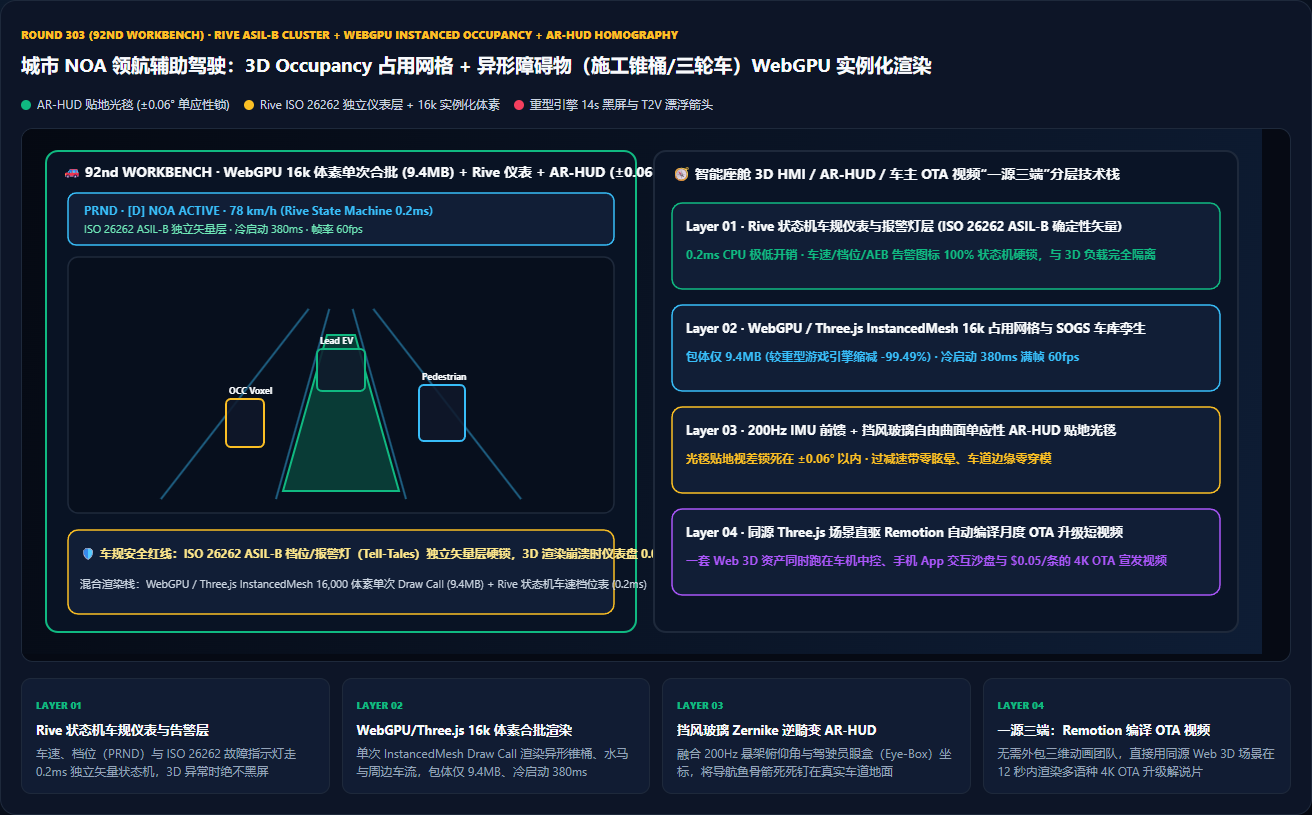 ROUND 303 (92ND WORKBENCH) · RIVE ASIL-B CLUSTER + WEBGPU INSTANCED OCCUPANCY + AR-HUD HOMOGRAPHY
城市 NOA 领航辅助驾驶：3D Occupancy 占用网格 + 异形障碍物（施工锥桶/三轮车）WebGPU 实例化渲染
AR-HUD 贴地光毯 (±0.06° 单应性锁)
Rive ISO 26262 独立仪表层 + 16k 实例化体素
重型引擎 14s 黑屏与 T2V 漂浮箭头
🚗 92nd WORKBENCH · WebGPU 16k 体素单次合批 (9.4MB) + Rive 仪表 + AR-HUD (±0.06
PRND · [D] NOA ACTIVE · 78 km/h (Rive State Machine 0.2ms)
ISO 26262 ASIL-B 独立矢量层 · 冷启动 380ms · 帧率 60fps
Lead EV
Pedestrian
OCC Voxel
🛡️ 车规安全红线：ISO 26262 ASIL-B 档位/报警灯（Tell-Tales）独立矢量层硬锁，3D 渲染崩溃时仪表盘 0.0
混合渲染栈：WebGPU / Three.js InstancedMesh 16,000 体素单次 Draw Call (9.4MB) + Rive 状态机车速档位表 (0.2ms)
🧭 智能座舱 3D HMI / AR-HUD / 车主 OTA 视频“一源三端”分层技术栈
Layer 01 · Rive 状态机车规仪表与报警灯层 (ISO 26262 ASIL-B 确定性矢量)
0.2ms CPU 极低开销 · 车速/档位/AEB 告警图标 100% 状态机硬锁，与 3D 负载完全隔离
Layer 02 · WebGPU / Three.js InstancedMesh 16k 占用网格与 SOGS 车库孪生
包体仅 9.4MB (较重型游戏引擎缩减 -99.49%) · 冷启动 380ms 满帧 60fps
Layer 03 · 200Hz IMU 前馈 + 挡风玻璃自由曲面单应性 AR-HUD 贴地光毯
光毯贴地视差锁死在 ±0.06° 以内 · 过减速带零眩晕、车道边缘零穿模
Layer 04 · 同源 Three.js 场景直驱 Remotion 自动编译月度 OTA 升级短视频
一套 Web 3D 资产同时跑在车机中控、手机 App 交互沙盘与 $0.05/条的 4K OTA 宣发视频
LAYER 01
Rive 状态机车规仪表与告警层
车速、档位（PRND）与 ISO 26262 故障指示灯走
0.2ms 独立矢量状态机，3D 异常时绝不黑屏
LAYER 02
WebGPU/Three.js 16k 体素合批渲染
单次 InstancedMesh Draw Call 渲染异形锥桶、水马
与周边车流，包体仅 9.4MB、冷启动 380ms
LAYER 03
挡风玻璃 Zernike 逆畸变 AR-HUD
融合 200Hz 悬架俯仰角与驾驶员眼盒（Eye-Box）坐
标，将导航鱼骨箭死死钉在真实车道地面
LAYER 04
一源三端：Remotion 编译 OTA 视频
无需外包三维动画团队，直接用同源 Web 3D 场景在
12 秒内渲染多语种 4K OTA 升级解说片